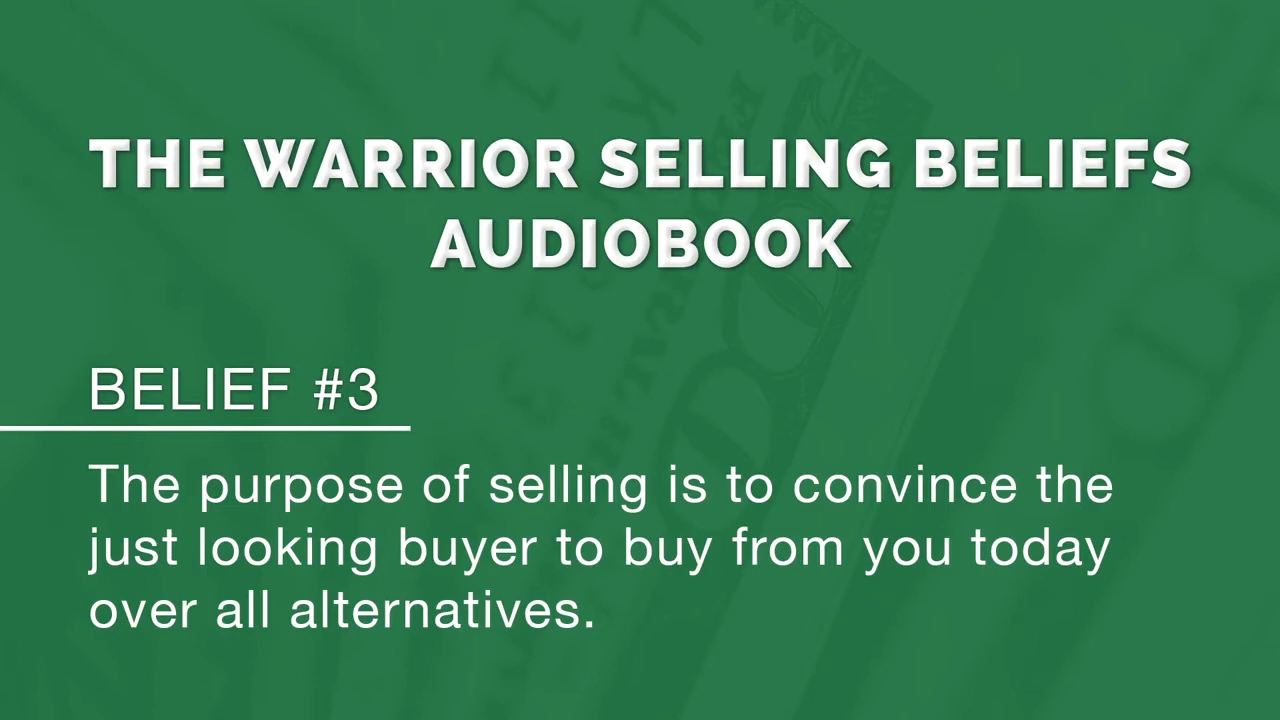 THE WARRIOR SELLING BELIEFS
AUDIOBOOK
BELIEF #3
The purpose of selling is to convince the
just looking buyer to buy from you today
over all alternatives.